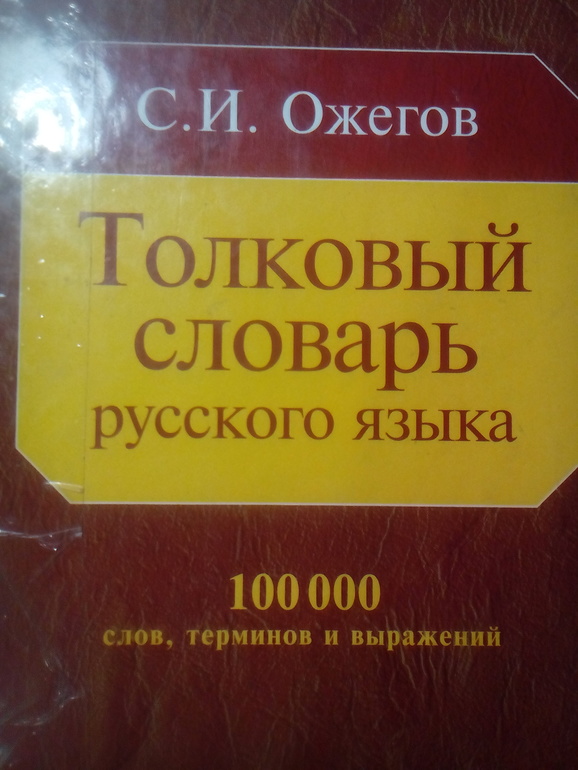 С.И. Ожегов
Толковый
словарь
русского языка
100 000
слов, терминов и выражений